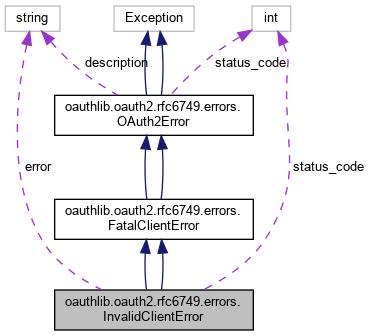 string
Exception
int
description
status_code
oauthlib.oauth2.rfc6749.errors.
OAuth2Error
error
status_code
oauthlib.oauth2.rfc6749.errors.
FatalClientError
oauthlib.oauth2.rfc6749.errors.
InvalidClientError